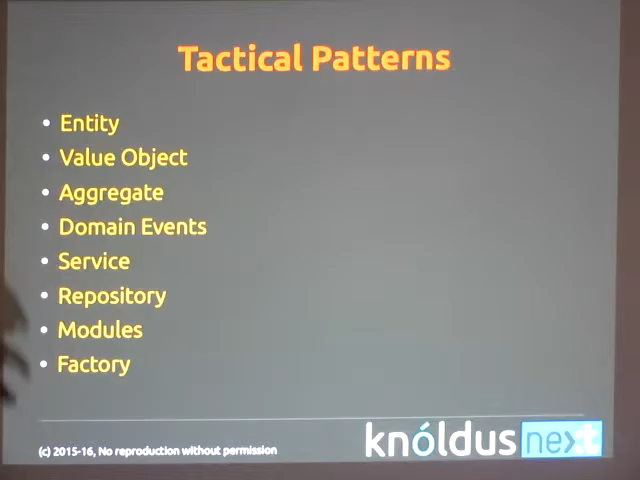 Tactical Patterns
• Entity
• Value Object
• Aggregate
• Domain Events
• Service
• Repository
• Modules
• Factory
(c) 2015-16, No reproduction without permission
knóldus next